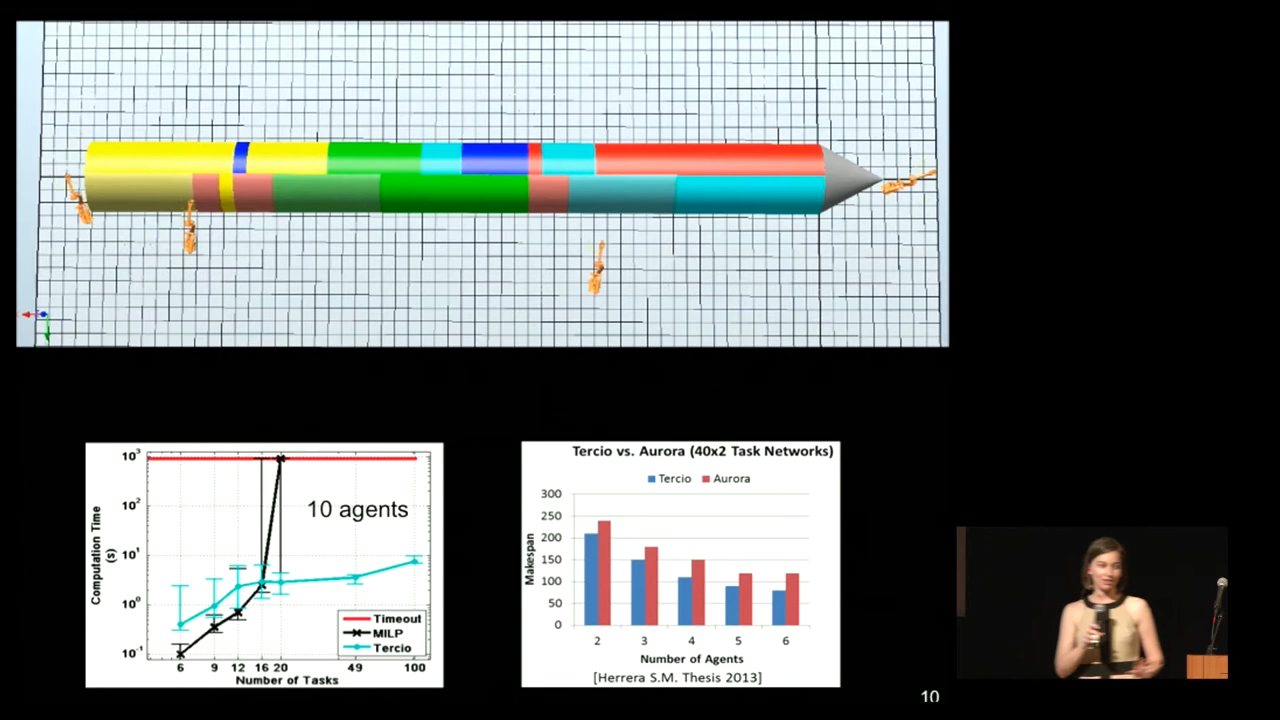 10³
10²
10¹
10⁰
10⁻¹
Computation Time
(s)
10 agents
Timeout
MILP
Tercio
6 9 12 16 20 49 100
Number of Tasks
Tercio vs. Aurora (40x2 Task Networks)
Tercio Aurora
300
250
200
150
100
50
0
Makespan
2 3 4 5 6
Number of Agents
[Herrera S.M. Thesis 2013]
10